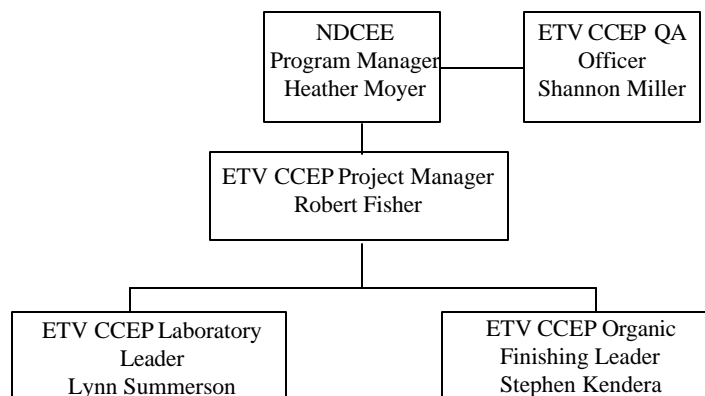 NDCEE
Program Manager
Heather Moyer
ETV CCEP QA
Officer
Shannon Miller
ETV CCEP Project Manager
Robert Fisher
ETV CCEP Laboratory
Leader
Lynn Summerson
ETV CCEP Organic
Finishing Leader
Stephen Kendera